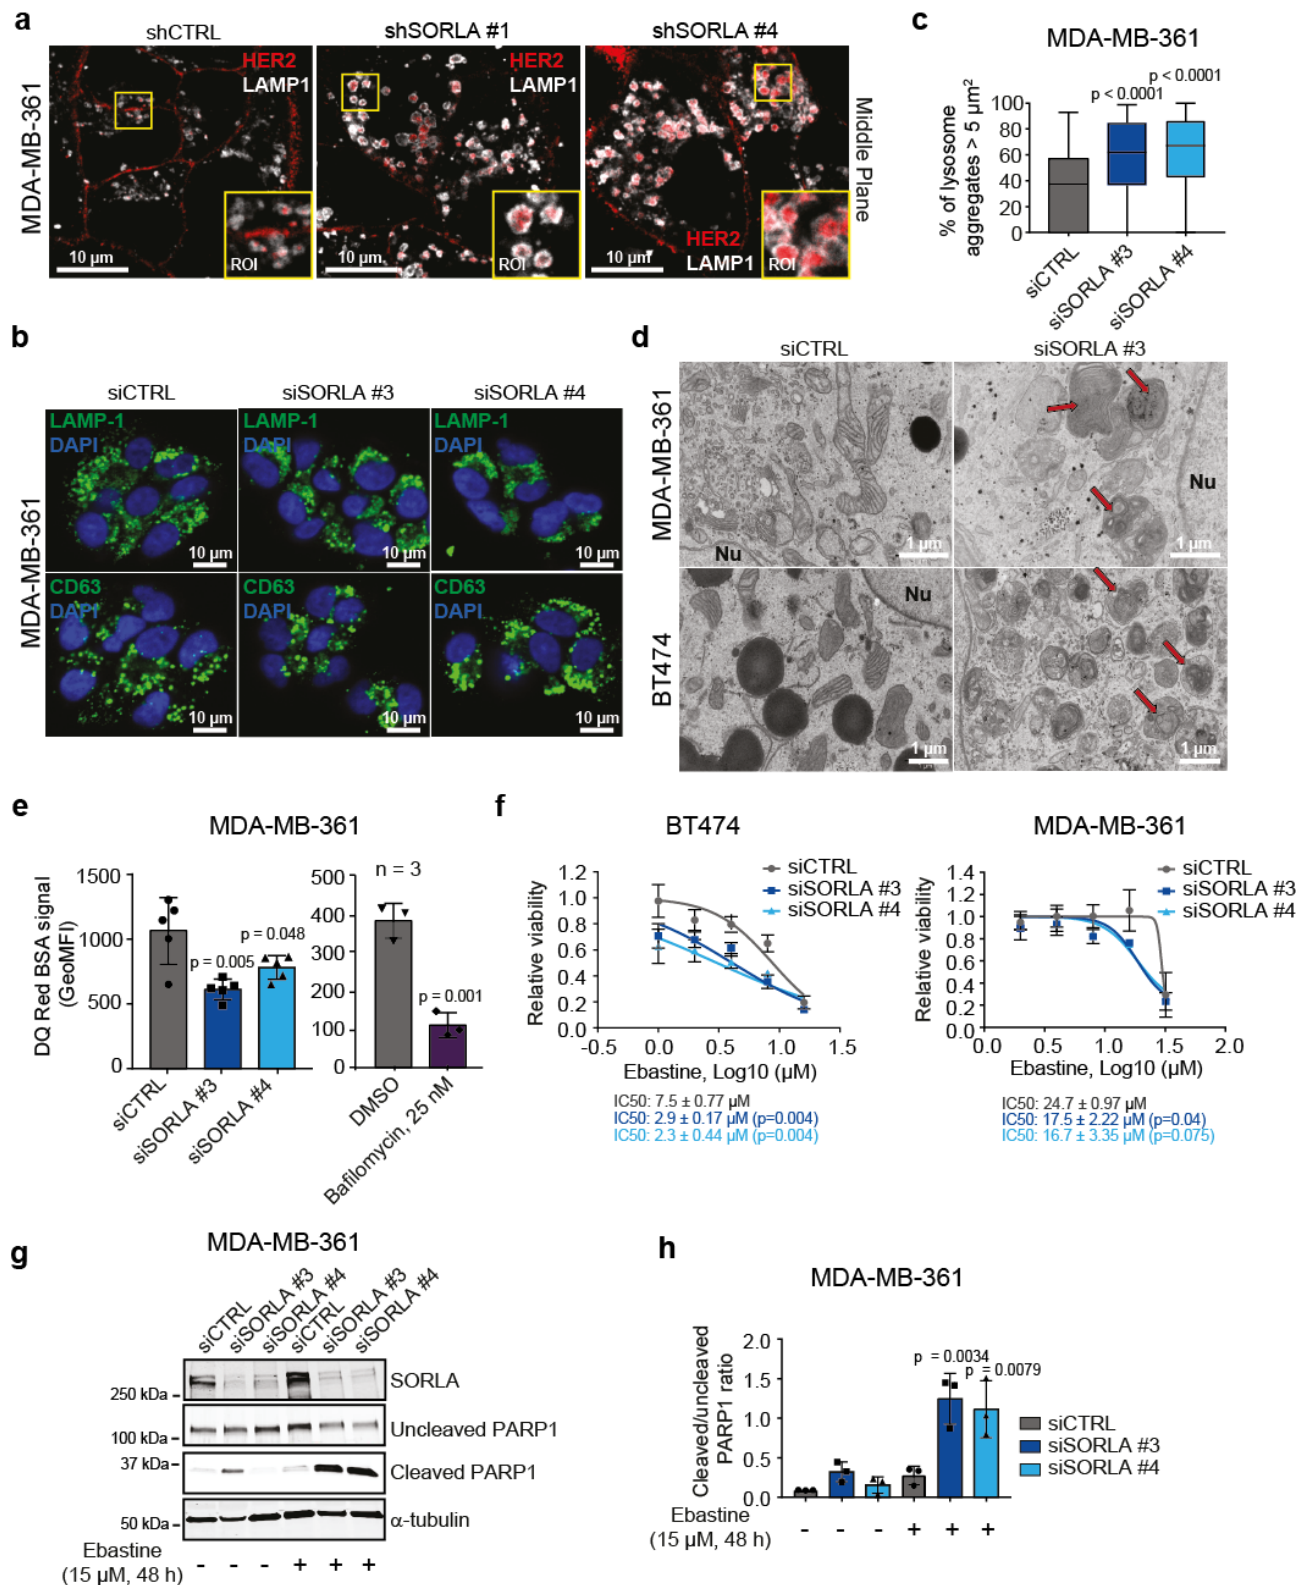 a
shCTRL
shSORLA #1
shSORLA #4
MDA-MB-361
HER2
LAMP1
10 µm
ROI
HER2
LAMP1
10 µm
ROI
HER2
LAMP1
10 µm
ROI
Middle Plane
c
MDA-MB-361
p < 0.0001
p < 0.0001
% of lysosome
aggregates > 5 µm²
100
80
60
40
20
0
siCTRL
siSORLA #3
siSORLA #4
b
siCTRL
siSORLA #3
siSORLA #4
MDA-MB-361
LAMP-1
DAPI
10 µm
LAMP-1
DAPI
10 µm
LAMP-1
DAPI
10 µm
CD63
DAPI
10 µm
CD63
DAPI
10 µm
CD63
DAPI
10 µm
d
siCTRL
siSORLA #3
MDA-MB-361
Nu
1 µm
Nu
1 µm
BT474
Nu
1 µm
1 µm
e
MDA-MB-361
DQ Red BSA signal
(GeoMFI)
1500
1000
500
0
p = 0.005
p = 0.048
siCTRL
siSORLA #3
siSORLA #4
n = 3
500
400
300
200
100
0
p = 0.001
DMSO
Bafilomycin, 25 nM
f
BT474
siCTRL
siSORLA #3
siSORLA #4
Relative viability
1.2
1.0
0.8
0.6
0.4
0.2
0
-0.5
0.0
0.5
1.0
1.5
Ebastine, Log10 (µM)
IC50: 7.5 ± 0.77 µM
IC50: 2.9 ± 0.17 µM (p=0.004)
IC50: 2.3 ± 0.44 µM (p=0.004)
MDA-MB-361
siCTRL
siSORLA #3
siSORLA #4
Relative viability
1.4
1.2
1.0
0.8
0.6
0.4
0.2
0.0
0.0
0.5
1.0
1.5
2.0
Ebastine, Log10 (µM)
IC50: 24.7 ± 0.97 µM
IC50: 17.5 ± 2.22 µM (p=0.04)
IC50: 16.7 ± 3.35 µM (p=0.075)
g
MDA-MB-361
siCTRL
siSORLA #3
siSORLA #4
siCTRL
siSORLA #3
siSORLA #4
250 kDa
SORLA
100 kDa
Uncleaved PARP1
37 kDa
Cleaved PARP1
50 kDa
α-tubulin
Ebastine
(15 µM, 48 h)
- - - + + +
h
MDA-MB-361
Cleaved/uncleaved
PARP1 ratio
2.0
1.5
1.0
0.5
0.0
p = 0.0034
p = 0.0079
siCTRL
siSORLA #3
siSORLA #4
Ebastine
(15 µM, 48 h)
- - - + + +